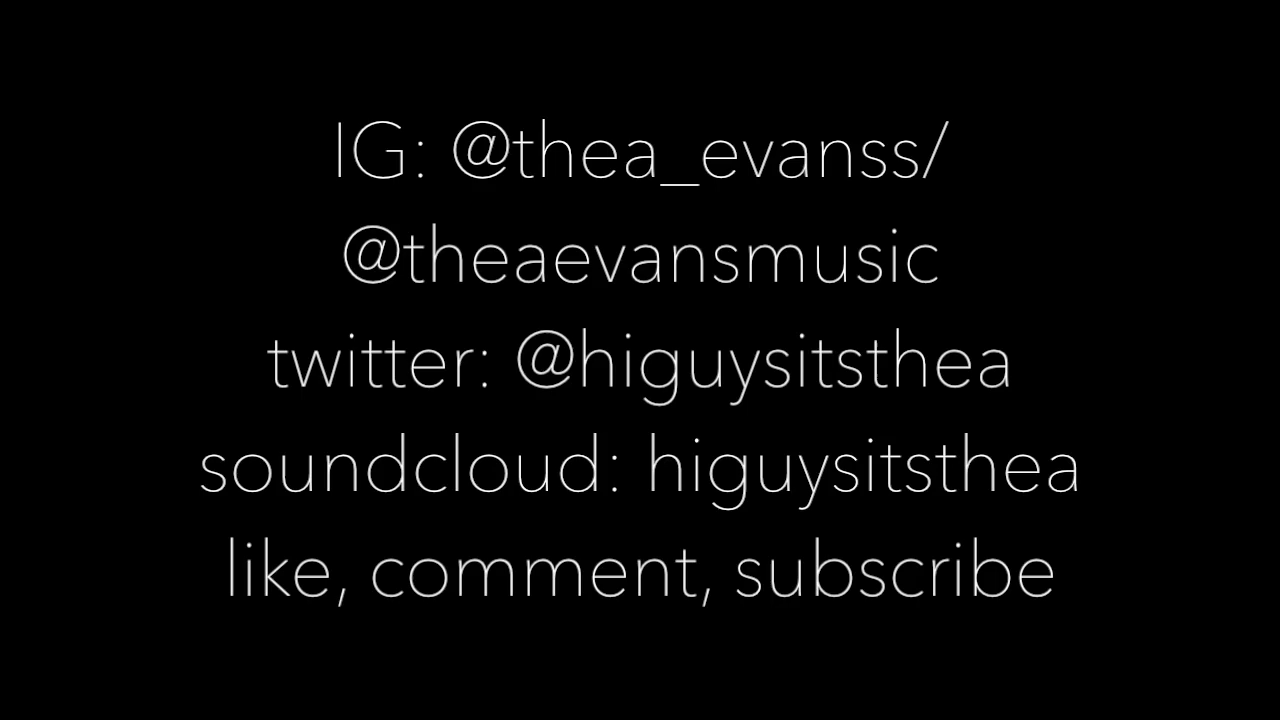 IG: @thea_evanss/
@theaevansmusic
twitter: @higuysitsthea
soundcloud: higuysitsthea
like, comment, subscribe